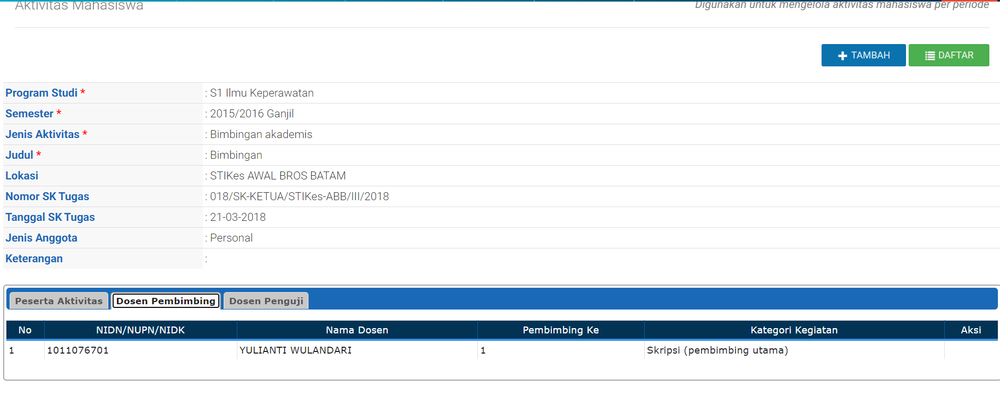 Aktivitas Mahasiswa
Digunakan untuk mengelola aktivitas mahasiswa per periode
TAMBAH
DAFTAR
Program Studi * : S1 Ilmu Keperawatan
Semester * : 2015/2016 Ganjil
Jenis Aktivitas * : Bimbingan akademis
Judul * : Bimbingan
Lokasi : STIKes AWAL BROS BATAM
Nomor SK Tugas : 018/SK-KETUA/STIKes-ABB/III/2018
Tanggal SK Tugas : 21-03-2018
Jenis Anggota : Personal
Keterangan :
Peserta Aktivitas Dosen Pembimbing Dosen Penguji
No NIDN/NUPN/NIDK Nama Dosen Pembimbing Ke Kategori Kegiatan Aksi
1 1011076701 YULIANTI WULANDARI 1 Skripsi (pembimbing utama)